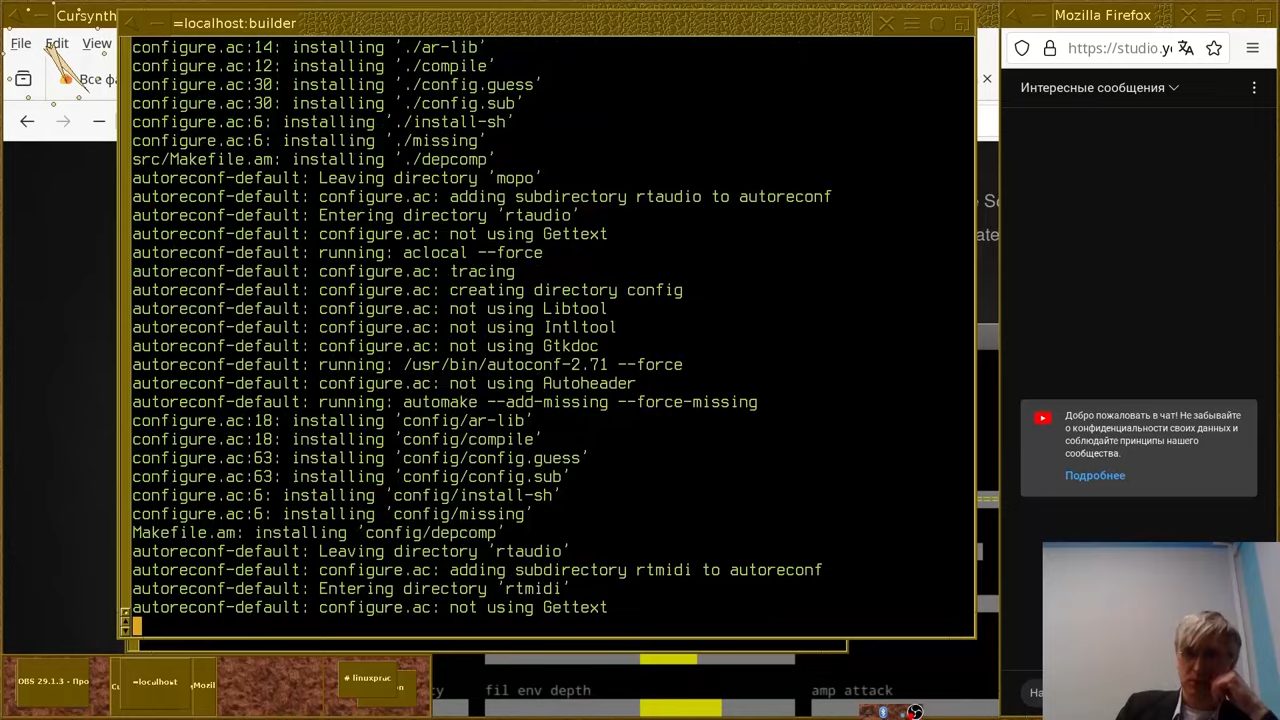 Cursynth
=localhost:builder
Mozilla Firefox
File Edit View
https://studio.y
Все фа
Интересные сообщения
configure.ac:14: installing './ar-lib'
configure.ac:12: installing './compile'
configure.ac:30: installing './config.guess'
configure.ac:30: installing './config.sub'
configure.ac:6: installing './install-sh'
configure.ac:6: installing './missing'
src/Makefile.am: installing './depcomp'
autoreconf-default: Leaving directory 'mopo'
autoreconf-default: configure.ac: adding subdirectory rtaudio to autoreconf
autoreconf-default: Entering directory 'rtaudio'
autoreconf-default: configure.ac: not using Gettext
autoreconf-default: running: aclocal --force
autoreconf-default: configure.ac: tracing
autoreconf-default: configure.ac: creating directory config
autoreconf-default: configure.ac: not using Libtool
autoreconf-default: configure.ac: not using Intltool
autoreconf-default: configure.ac: not using Gtkdoc
autoreconf-default: running: /usr/bin/autoconf-2.71 --force
autoreconf-default: configure.ac: not using Autoheader
autoreconf-default: running: automake --add-missing --force-missing
configure.ac:18: installing 'config/ar-lib'
configure.ac:18: installing 'config/compile'
configure.ac:63: installing 'config/config.guess'
configure.ac:63: installing 'config/config.sub'
configure.ac:6: installing 'config/install-sh'
configure.ac:6: installing 'config/missing'
Makefile.am: installing 'config/depcomp'
autoreconf-default: Leaving directory 'rtaudio'
autoreconf-default: configure.ac: adding subdirectory rtmidi to autoreconf
autoreconf-default: Entering directory 'rtmidi'
autoreconf-default: configure.ac: not using Gettext
Добро пожаловать в чат! Не забывайте
о конфиденциальности своих данных и
соблюдайте принципы нашего
сообщества.
Подробнее
OBS 29.1.3 - Про
=localhost
Mozil
# linuxprac
fil env depth
amp attack